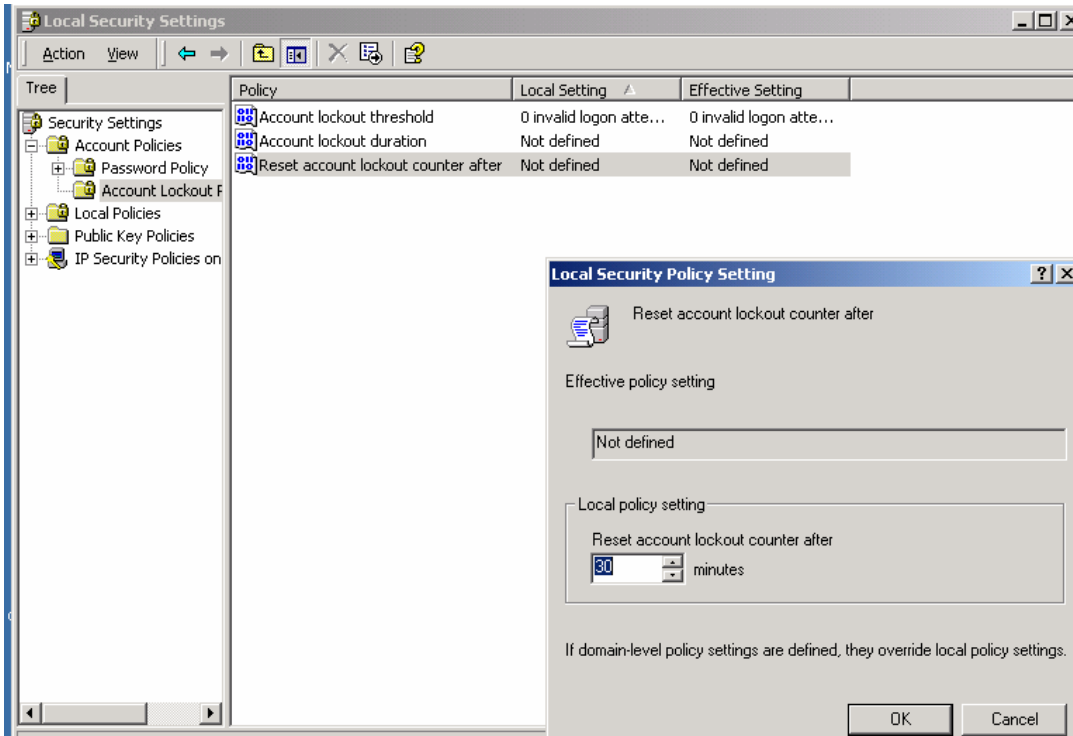 Local Security Settings
Action View
Tree
Policy Local Setting Effective Setting
Security Settings
Account Policies
Password Policy
Account Lockout P
Local Policies
Public Key Policies
IP Security Policies on
Account lockout threshold 0 invalid logon atte... 0 invalid logon atte...
Account lockout duration Not defined Not defined
Reset account lockout counter after Not defined Not defined
Local Security Policy Setting
Reset account lockout counter after
Effective policy setting
Not defined
Local policy setting
Reset account lockout counter after
30 minutes
If domain-level policy settings are defined, they override local policy settings.
OK Cancel